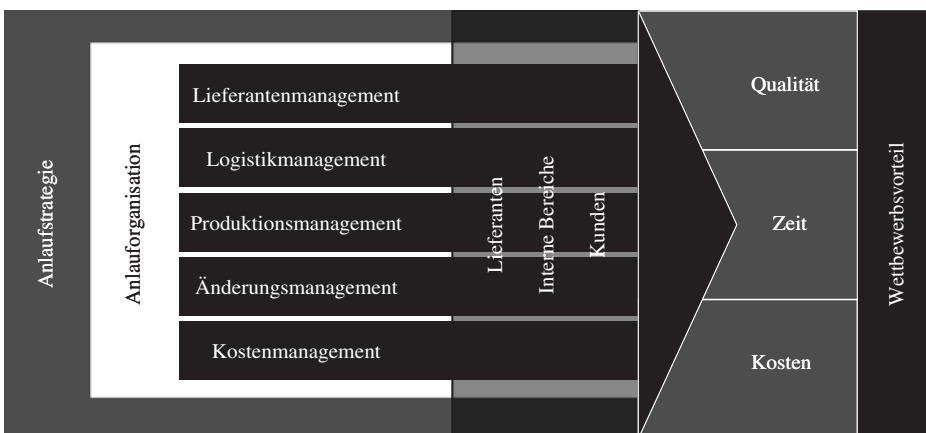 Anlaufstrategie
Anlauforganisation
Lieferantenmanagement
Logistikmanagement
Produktionsmanagement
Änderungsmanagement
Kostenmanagement
Lieferanten
Interne Bereiche
Kunden
Qualität
Zeit
Kosten
Wettbewerbsvorteil